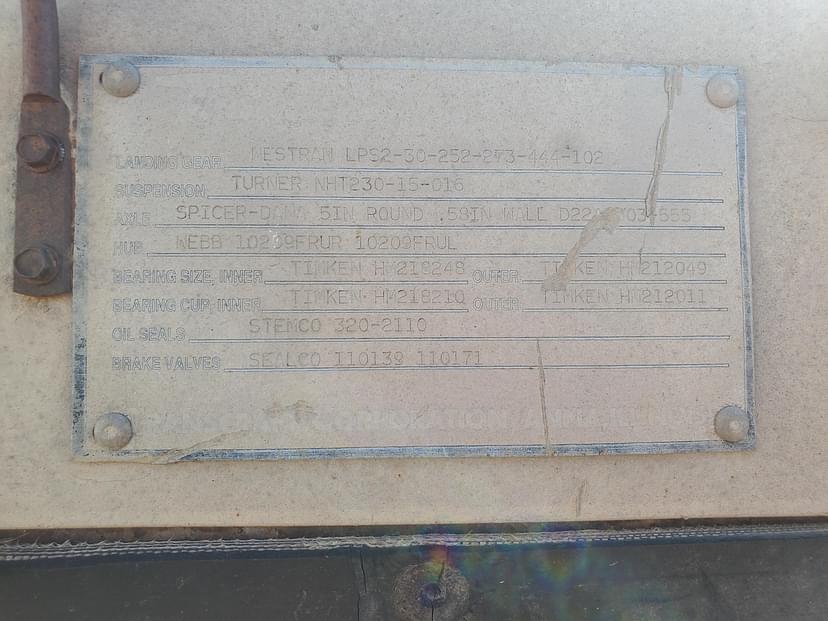 LANDING GEAR WESTRAN LPS2-30-252-273-444-102
SUSPENSION TURNER NHT230-15-016
AXLE SPICER-DANA 5IN ROUND .58IN WALL
HUB WEBB 10209FRUR 10209FRUL
BEARING SIZE, INNER TIMKEN HM218248 OUTER TIMKEN HM212049
BEARING CUP, INNER TIMKEN HM218210 OUTER TIMKEN HM212011
OIL SEALS STEMCO 320-2110
BRAKE VALVES SEALCO 110139 110171